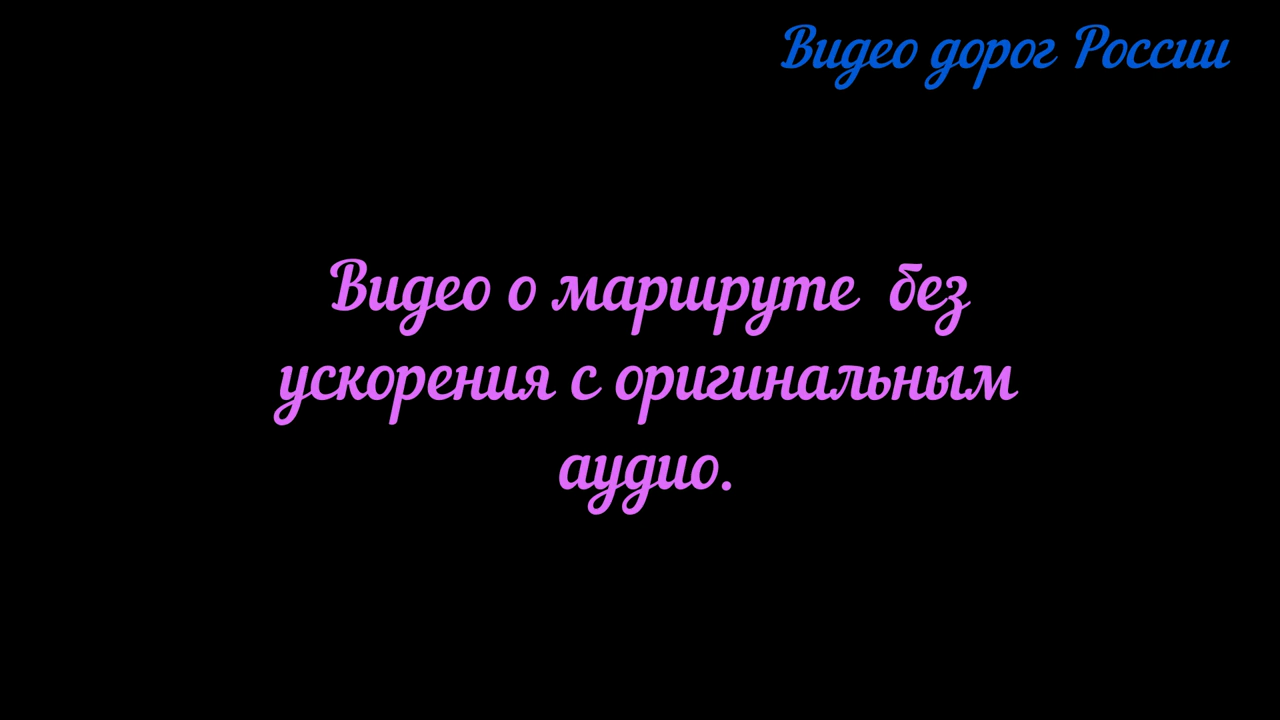 Видео дорог России
Видео о маршруте без
ускорения с оригинальным
аудио.